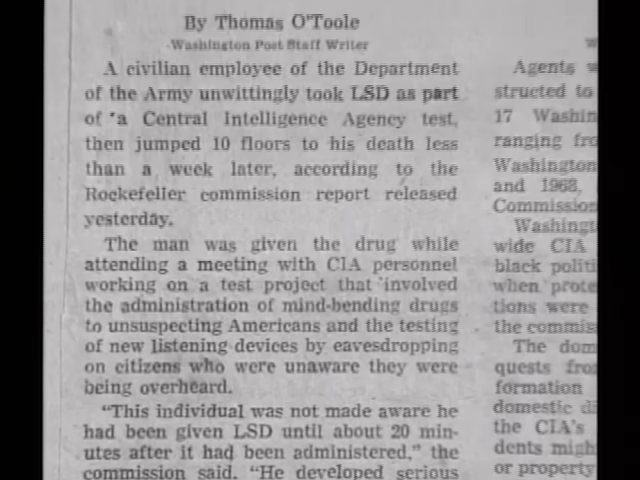 By Thomas O'Toole
Washington Post Staff Writer
A civilian employee of the Department
of the Army unwittingly took LSD as part
of a Central Intelligence Agency test,
then jumped 10 floors to his death less
than a week later, according to the
Rockefeller commission report released
yesterday.
The man was given the drug while
attending a meeting with CIA personnel
working on a test project that involved
the administration of mind-bending drugs
to unsuspecting Americans and the testing
of new listening devices by eavesdropping
on citizens who were unaware they were
being overheard.
"This individual was not made aware he
had been given LSD until about 20 min-
utes after it had been administered," the
commission said. "He developed serious
Agents
structed to
17 Washin
ranging fro
Washington
and 1968,
Commission
Washingt
wide CIA
black politi
when prote
tions were
the commis
The dom
quests fro
formation
domestic di
the CIA's
dents migh
or property